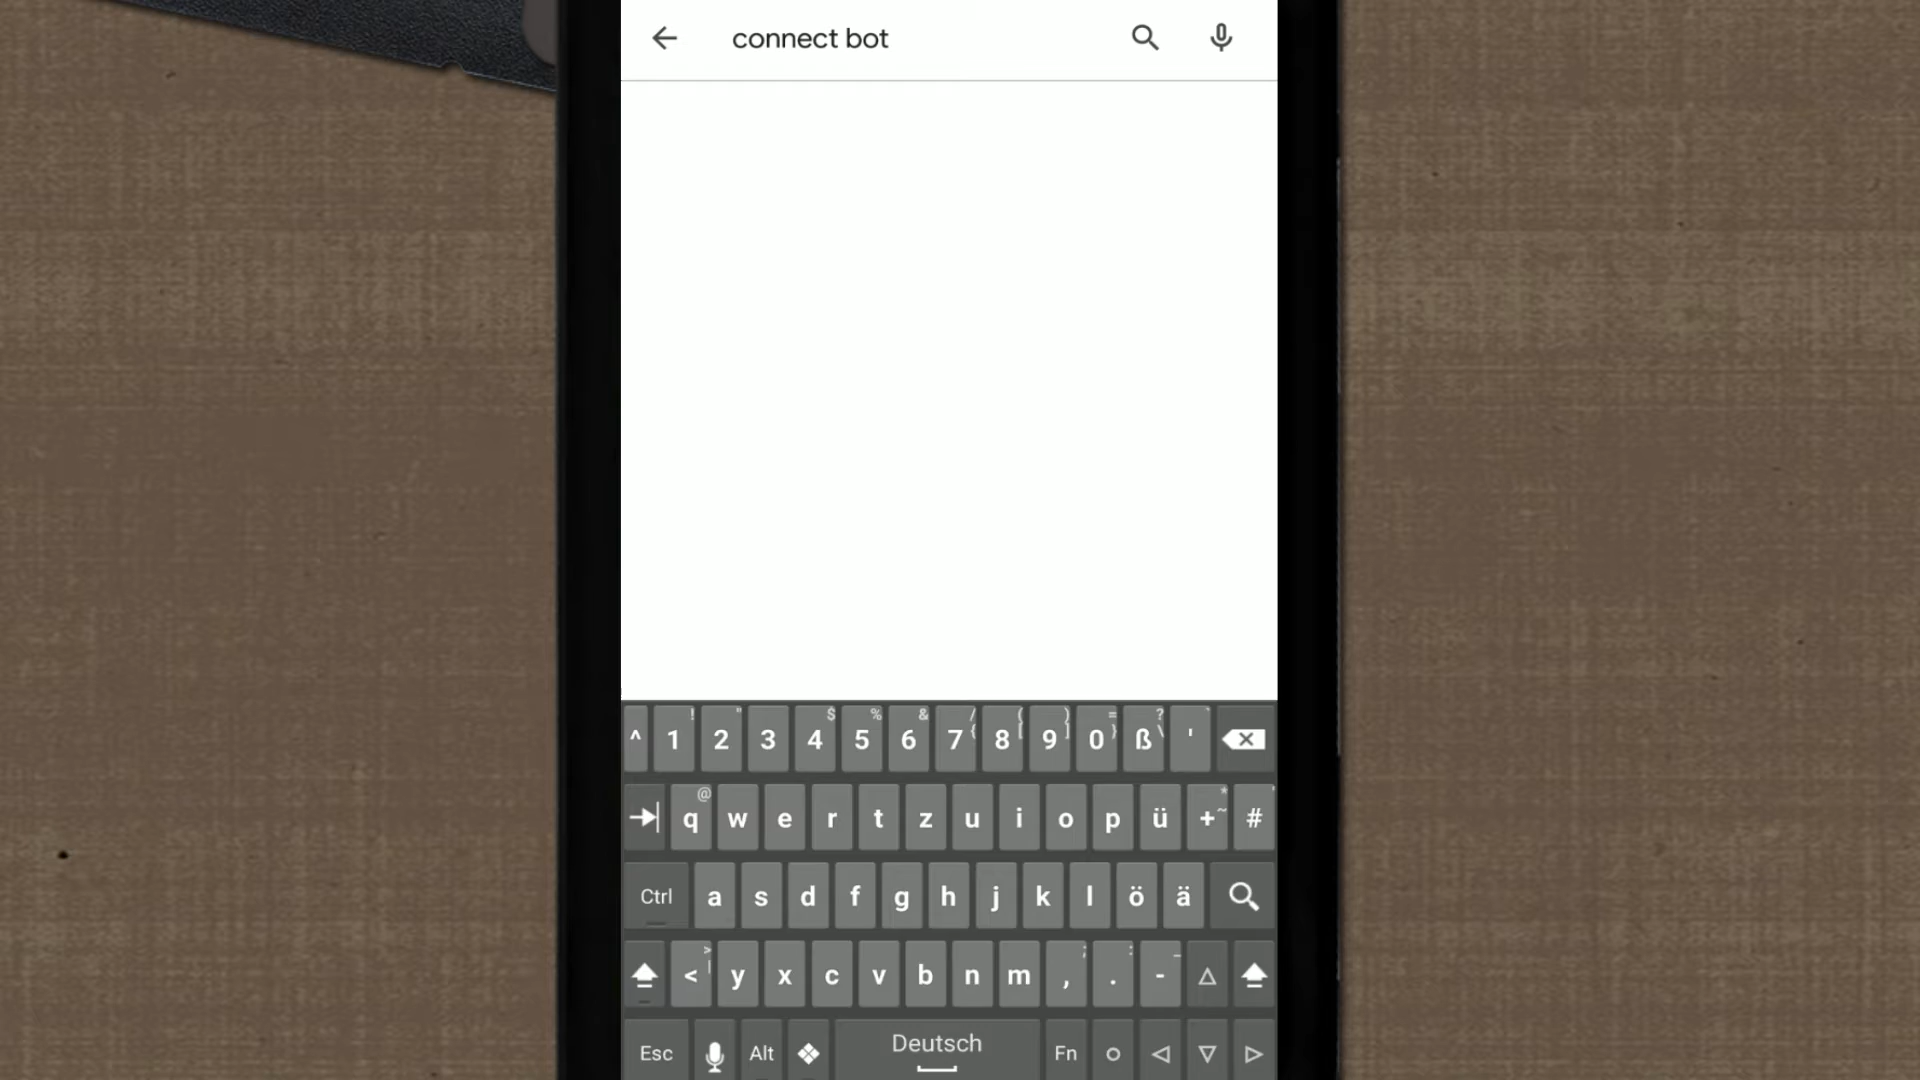 connect bot
^ 1 ! 2 " 3 4 $ 5 % 6 & 7 / { 8 ( [ 9 ) ] 0 = } ß ? \ ' `
q @ w e r t z u i o p ü + * ~ # '
Ctrl a s d f g h j k l ö ä
< > | y x c v b n m , ; . : - _
Esc Alt Deutsch Fn